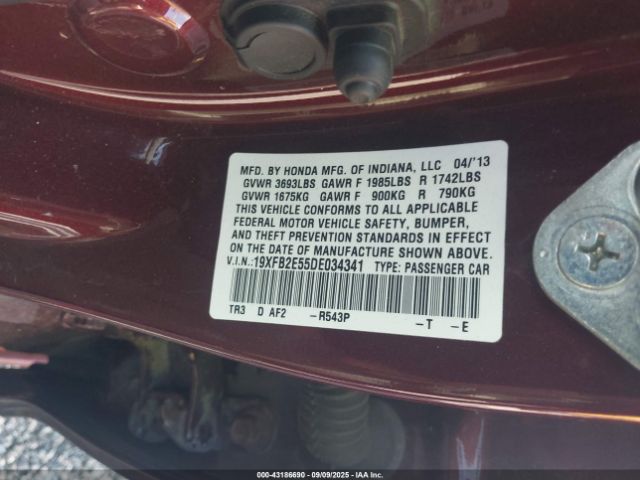 MFD. BY HONDA MFG. OF INDIANA, LLC 04/'13
GVWR 3693LBS GAWR F 1985LBS R 1742LBS
GVWR 1675KG GAWR F 900KG R 790KG
THIS VEHICLE CONFORMS TO ALL APPLICABLE
FEDERAL MOTOR VEHICLE SAFETY, BUMPER,
AND THEFT PREVENTION STANDARDS IN EFFECT
ON THE DATE OF MANUFACTURE SHOWN ABOVE.
V.I.N.:19XFB2E55DE034341 TYPE: PASSENGER CAR
TR3 D AF2 -R543P -T -E
000-43186690 09/09/2025 IAAI.COM